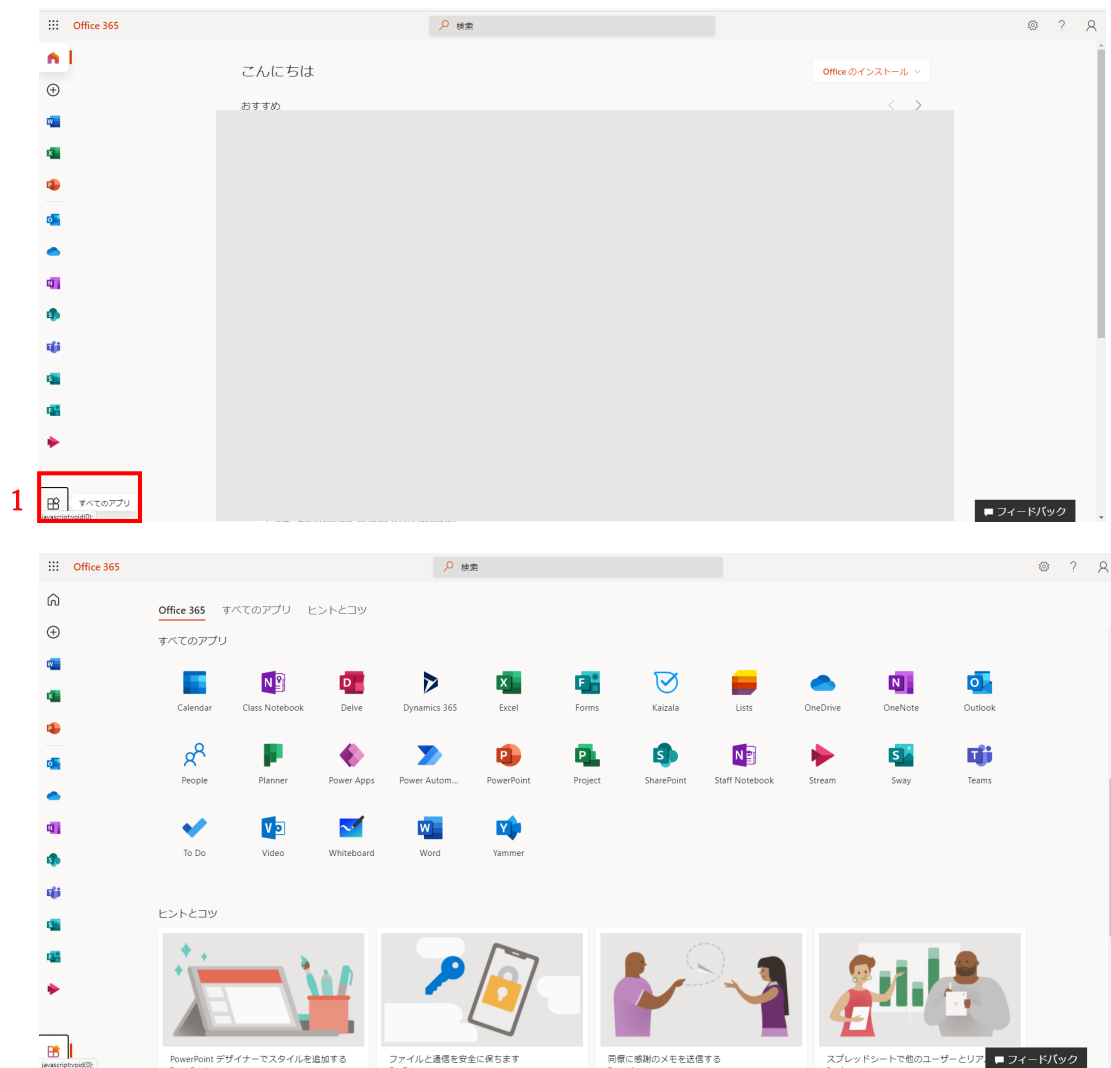 Office 365
検索
こんにちは
Office のインストール
おすすめ
1
すべてのアプリ
javascript:void(0);
フィードバック
Office 365
検索
Office 365 すべてのアプリ ヒントとコツ
すべてのアプリ
Calendar Class Notebook Delve Dynamics 365 Excel Forms Kaizala Lists OneDrive OneNote Outlook
People Planner Power Apps Power Autom... PowerPoint Project SharePoint Staff Notebook Stream Sway Teams
To Do Video Whiteboard Word Yammer
ヒントとコツ
PowerPoint デザイナーでスタイルを追加する ファイルと通信を安全に保ちます 同僚に感謝のメモを送信する スプレッドシートで他のユーザーとリア
フィードバック
javascript:void(0);